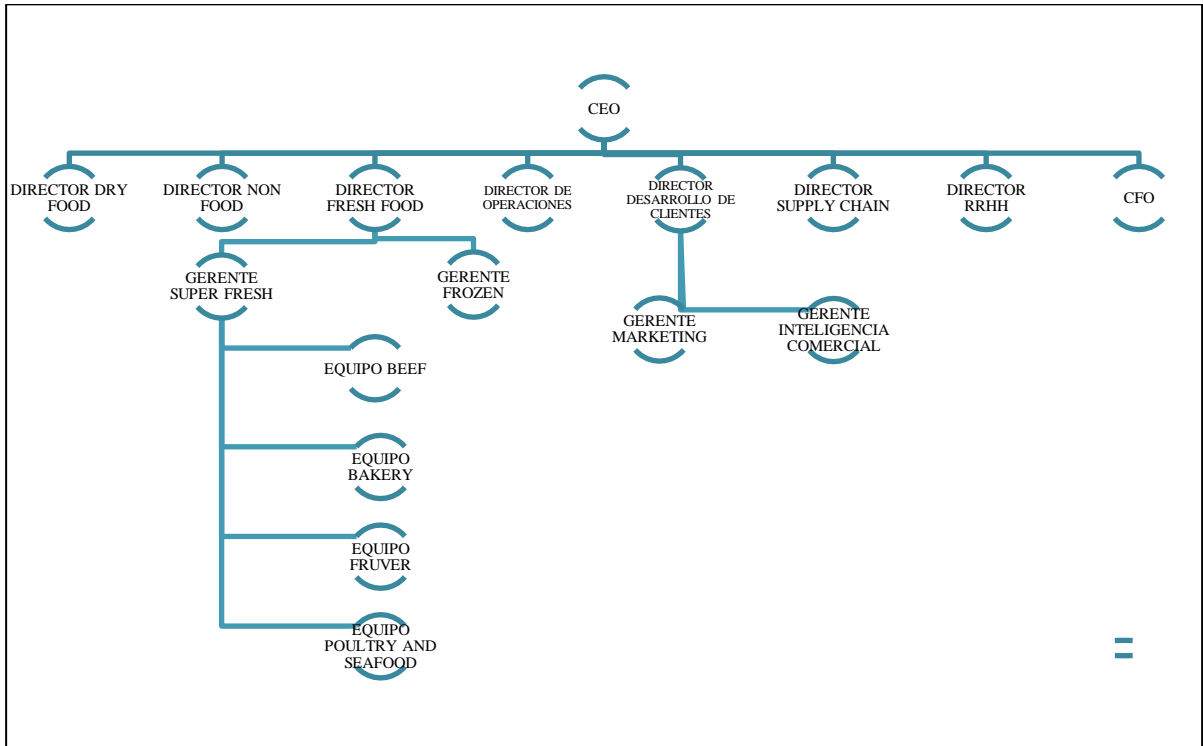 CEO
DIRECTOR DRY
FOOD
DIRECTOR NON
FOOD
DIRECTOR
FRESH FOOD
DIRECTOR DE
OPERACIONES
DIRECTOR
DESARROLLO DE
CLIENTES
DIRECTOR
SUPPLY CHAIN
DIRECTOR
RRHH
CFO
GERENTE
SUPER FRESH
GERENTE
FROZEN
GERENTE
MARKETING
GERENTE
INTELIGENCIA
COMERCIAL
EQUIPO BEEF
EQUIPO
BAKERY
EQUIPO
FRUVER
EQUIPO
POULTRY AND
SEAFOOD